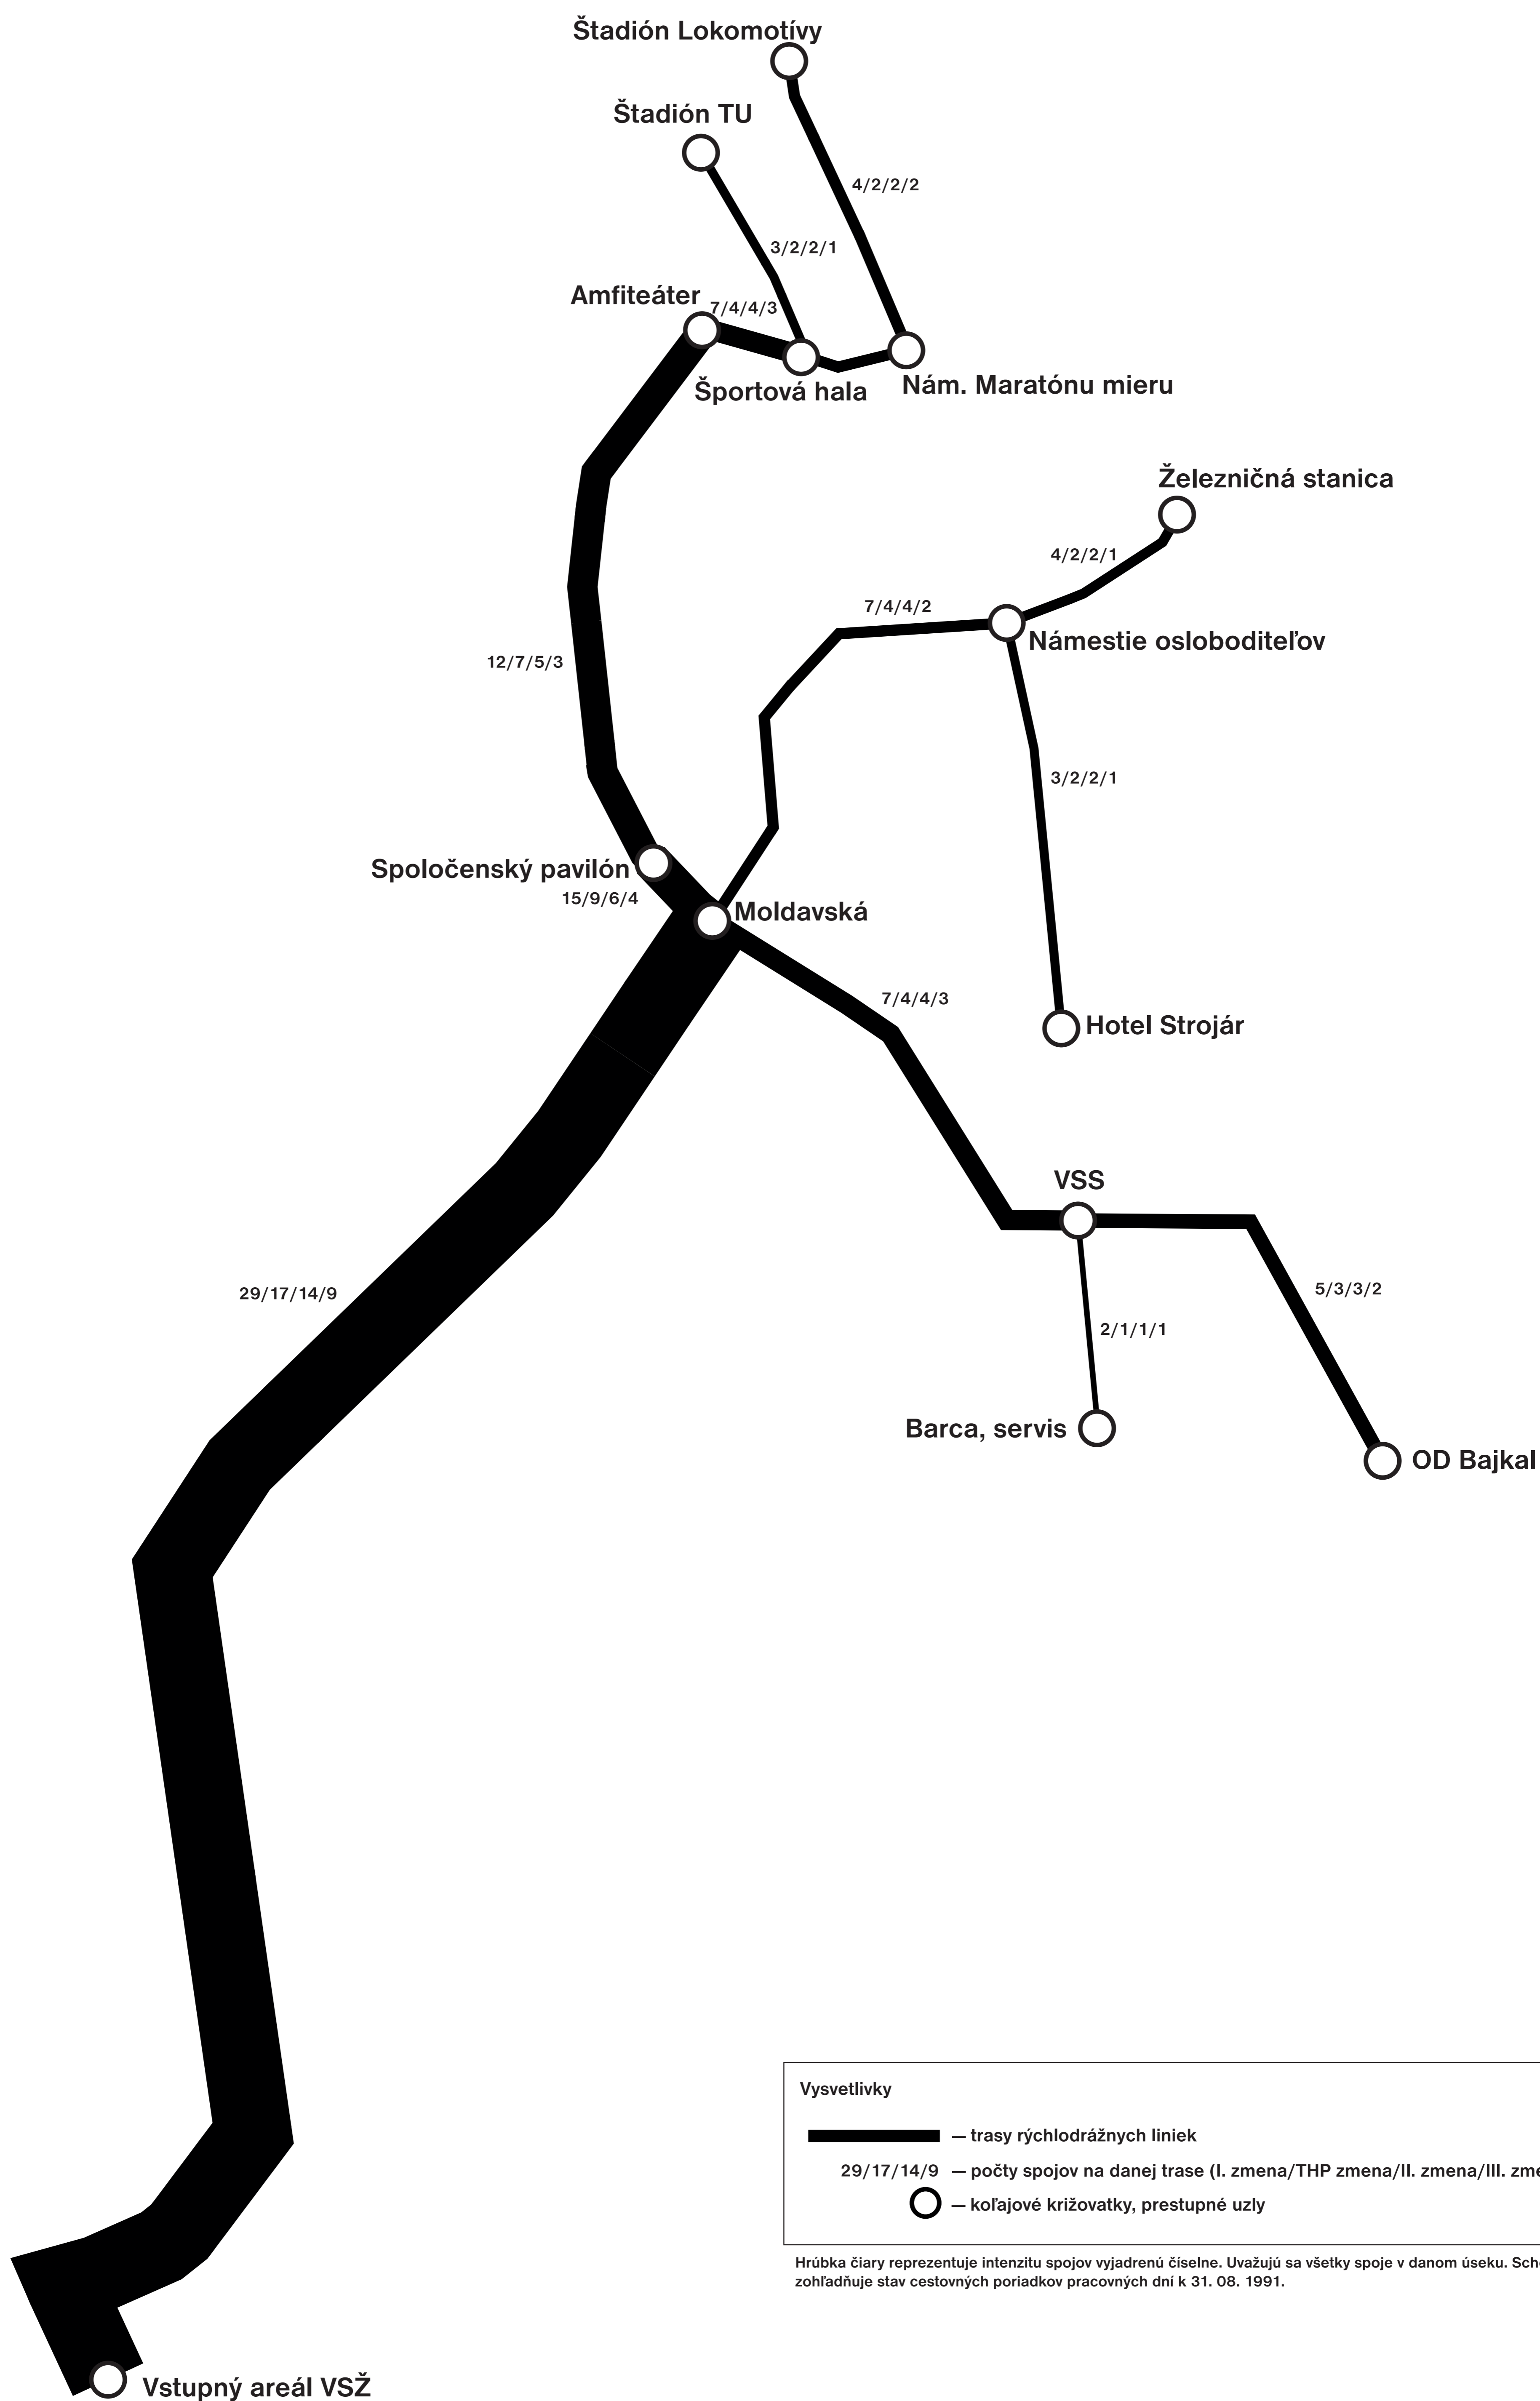 Štadión Lokomotívy
Štadión TU
4/2/2/2
3/2/2/1
Amfiteáter
7/4/4/3
Športová hala
Nám. Maratónu mieru
Železničná stanica
4/2/2/1
7/4/4/2
Námestie osloboditeľov
12/7/5/3
3/2/2/1
Spoločenský pavilón
15/9/6/4
Moldavská
7/4/4/3
Hotel Strojár
VSS
29/17/14/9
5/3/3/2
2/1/1/1
Barca, servis
OD Bajkal
Vysvetlivky
— trasy rýchlodrážnych liniek
29/17/14/9 — počty spojov na danej trase (I. zmena/THP zmena/II. zmena/III. zme
— koľajové križovatky, prestupné uzly
Hrúbka čiary reprezentuje intenzitu spojov vyjadrenú číselne. Uvažujú sa všetky spoje v danom úseku. Sch
zohľadňuje stav cestovných poriadkov pracovných dní k 31. 08. 1991.
Vstupný areál VSŽ